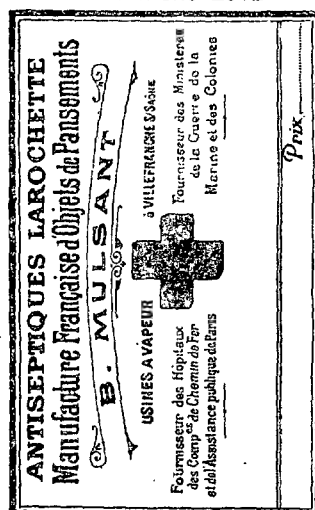 ANTISEPTIQUES LAROCHETTE
Manufacture Française d'Objets de Pansements
B. MULSANT
USINES A VAPEUR
à VILLEFRANCHE S/SAÔNE
Fournisseur des Hôpitaux
des Comp^es de Chemin de Fer
et de l'Assistance publique de Paris
Fournisseur des Ministères
de la Guerre de la
Marine et des Colonies
Prix